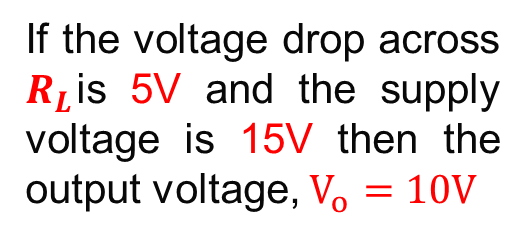 If the voltage drop across
R_L is 5V and the supply
voltage is 15V then the
output voltage, V_o = 10V